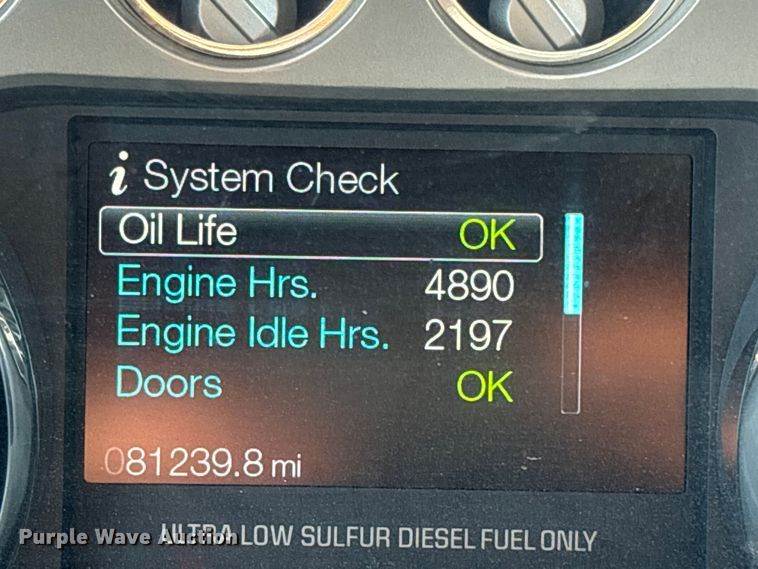 i System Check
Oil Life OK
Engine Hrs. 4890
Engine Idle Hrs. 2197
Doors OK
081239.8 mi
ULTRA LOW SULFUR DIESEL FUEL ONLY
Purple Wave Auction